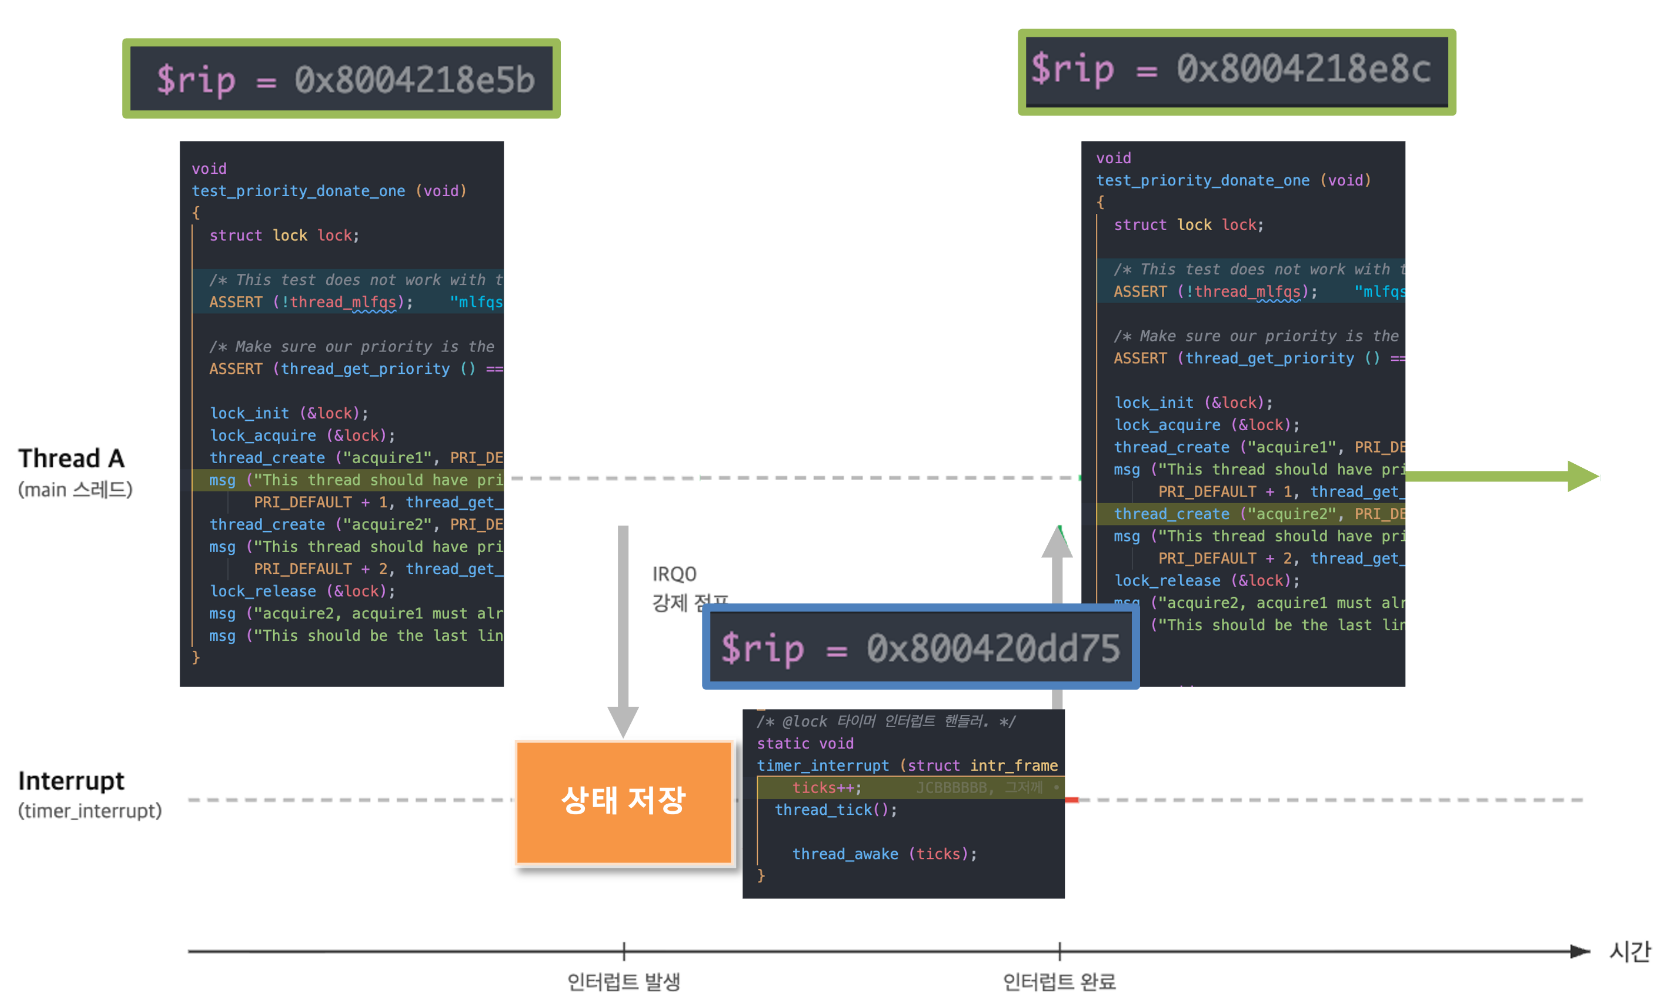 $rip = 0x8004218e5b
$rip = 0x8004218e8c
void
test_priority_donate_one (void)
{
struct lock lock;
/* This test does not work with t
ASSERT (!thread_mlfqs); "mlfqs
/* Make sure our priority is the
ASSERT (thread_get_priority () ==
lock_init (&lock);
lock_acquire (&lock);
thread_create ("acquire1", PRI_DE
msg ("This thread should have pri
PRI_DEFAULT + 1, thread_get_
thread_create ("acquire2", PRI_DE
msg ("This thread should have pri
PRI_DEFAULT + 2, thread_get_
lock_release (&lock);
msg ("acquire2, acquire1 must alr
msg ("This should be the last lin
}
void
test_priority_donate_one (void)
{
struct lock lock;
/* This test does not work with t
ASSERT (!thread_mlfqs); "mlfqs
/* Make sure our priority is the
ASSERT (thread_get_priority () ==
lock_init (&lock);
lock_acquire (&lock);
thread_create ("acquire1", PRI_DE
msg ("This thread should have pri
PRI_DEFAULT + 1, thread_get_
thread_create ("acquire2", PRI_DE
msg ("This thread should have pri
PRI_DEFAULT + 2, thread_get_
lock_release (&lock);
msg ("acquire2, acquire1 must alr
("This should be the last lin
Thread A
(main 스레드)
IRQ0
강제 점프
$rip = 0x800420dd75
Interrupt
(timer_interrupt)
상태 저장
/* @lock 타이머 인터럽트 핸들러. */
static void
timer_interrupt (struct intr_frame
ticks++; JCBBBBBB, 그저께 •
thread_tick();
thread_awake (ticks);
}
시간
인터럽트 발생
인터럽트 완료